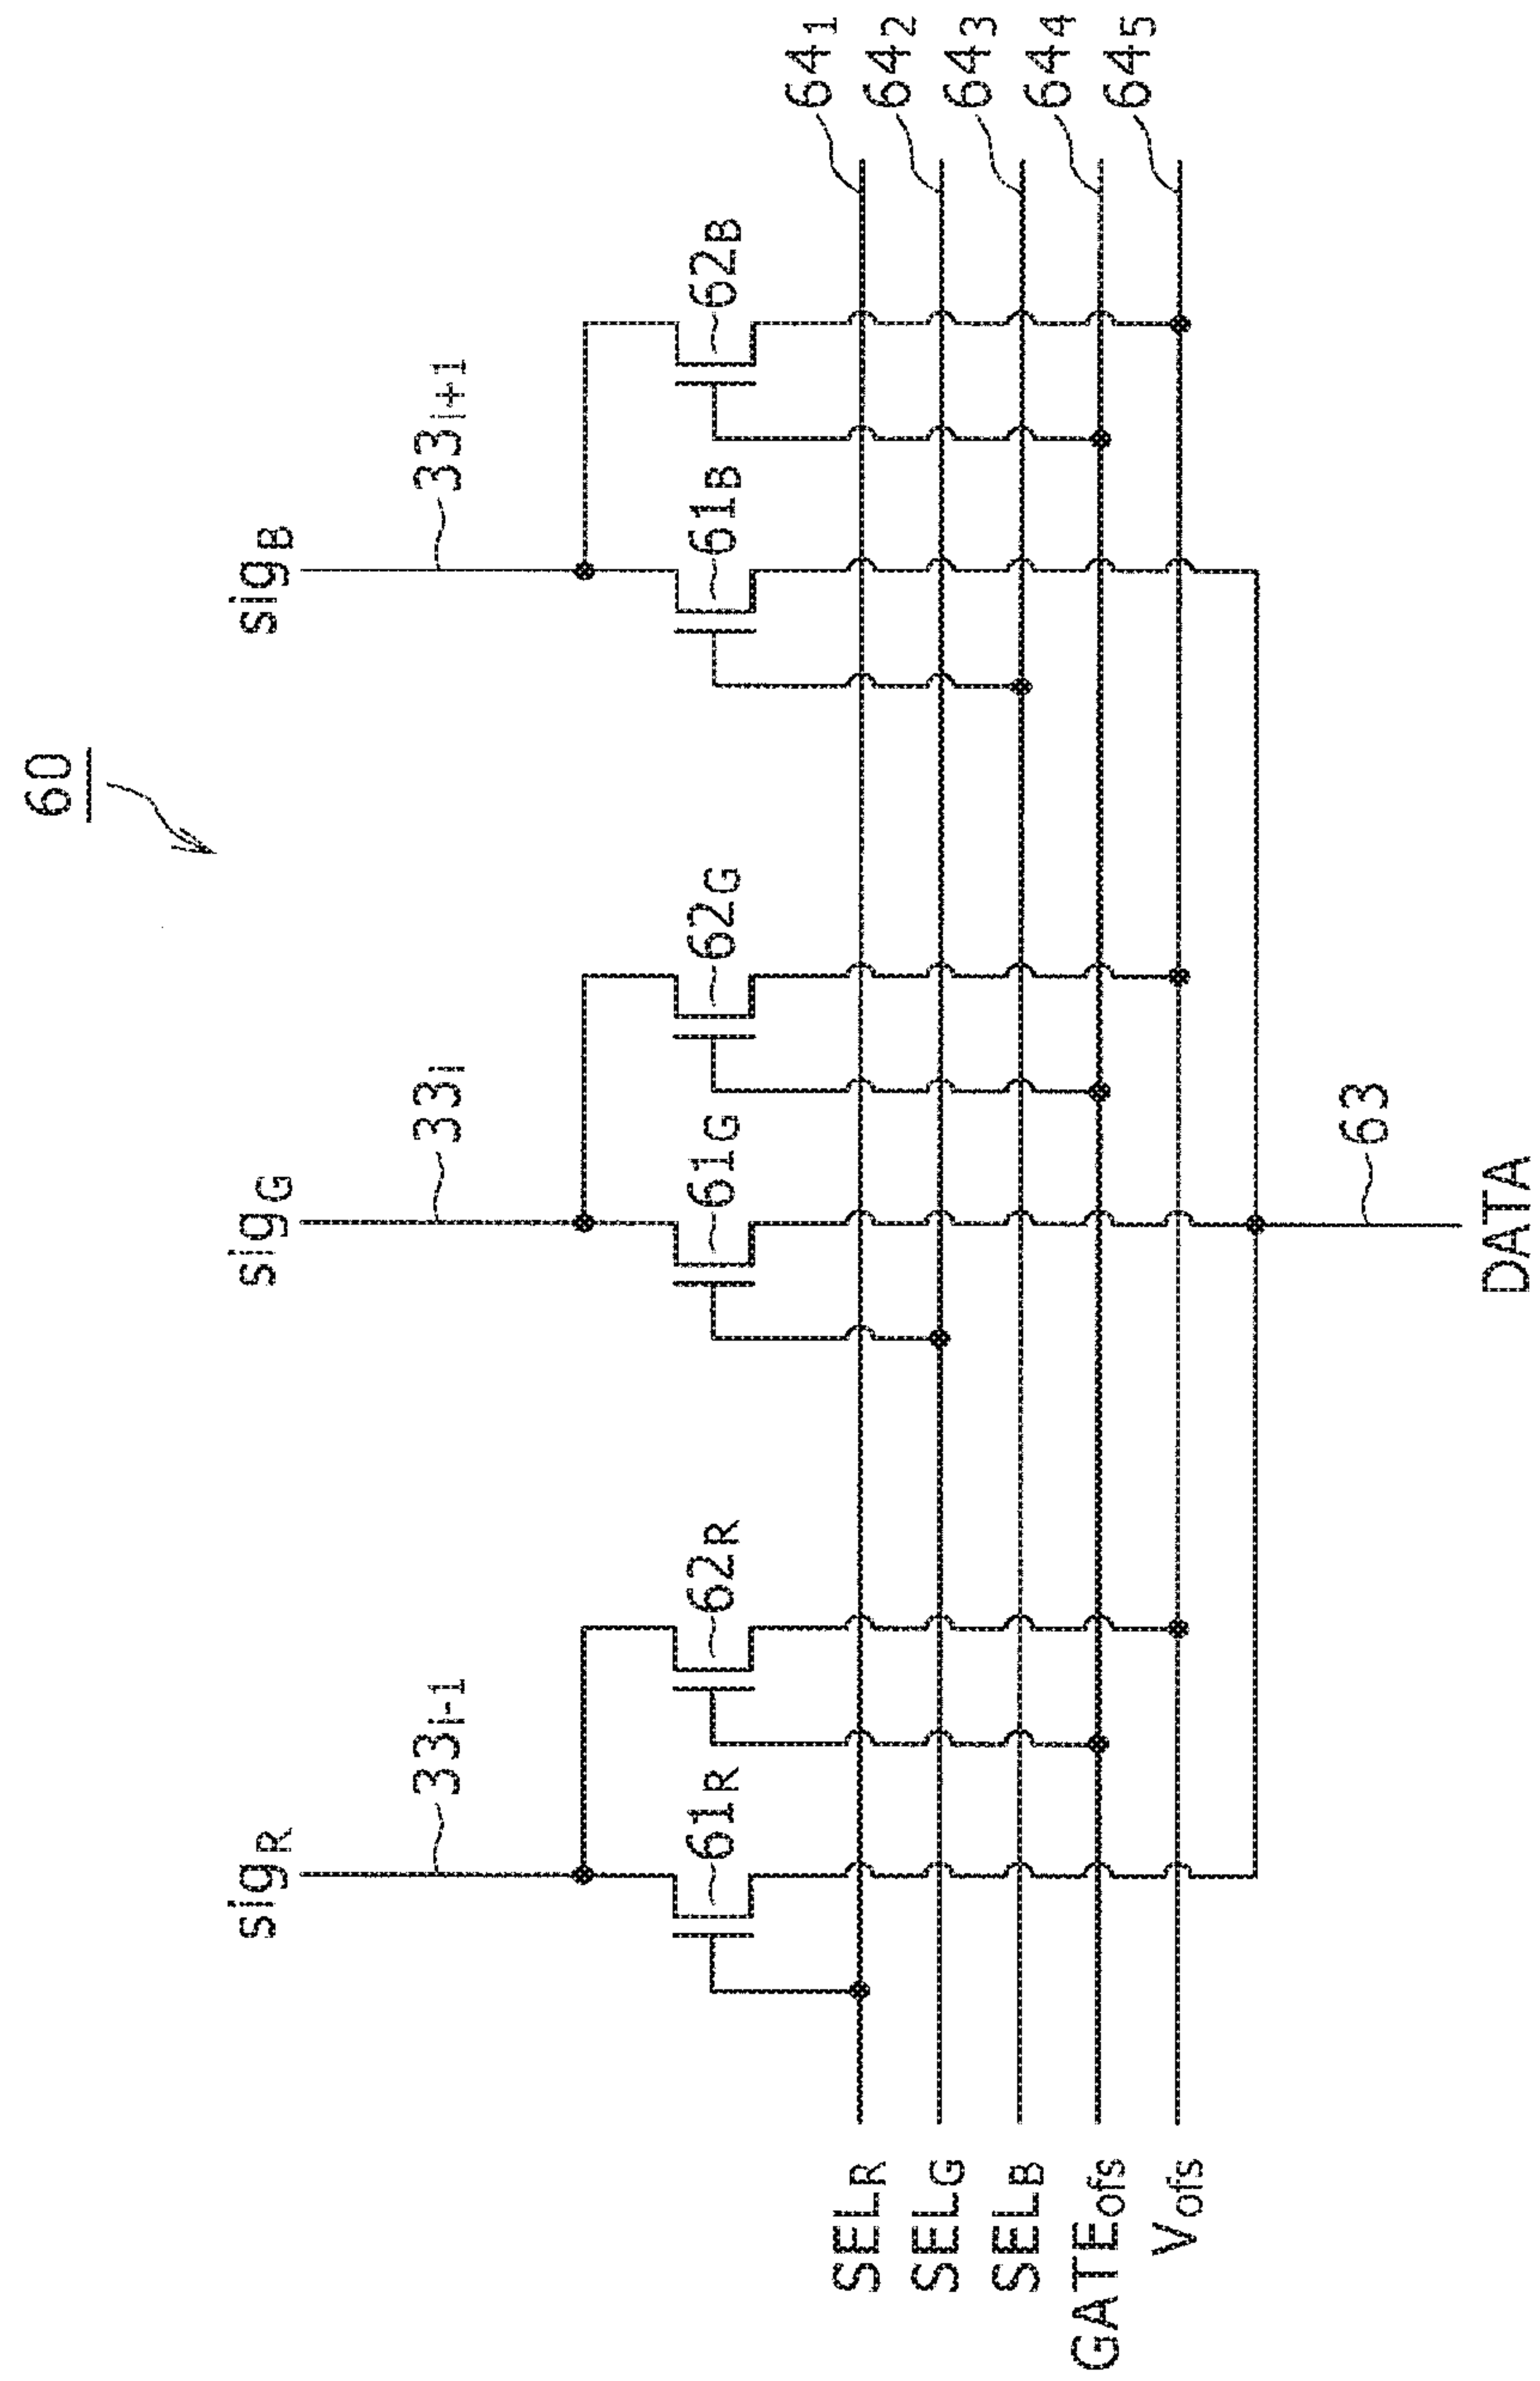 60
sigR
sigG
sigB
33i-1
33i
33i+1
61R
62R
61G
62G
61B
62B
SELR
641
SELG
642
SELB
643
GATEofs
644
Vofs
645
63
DATA